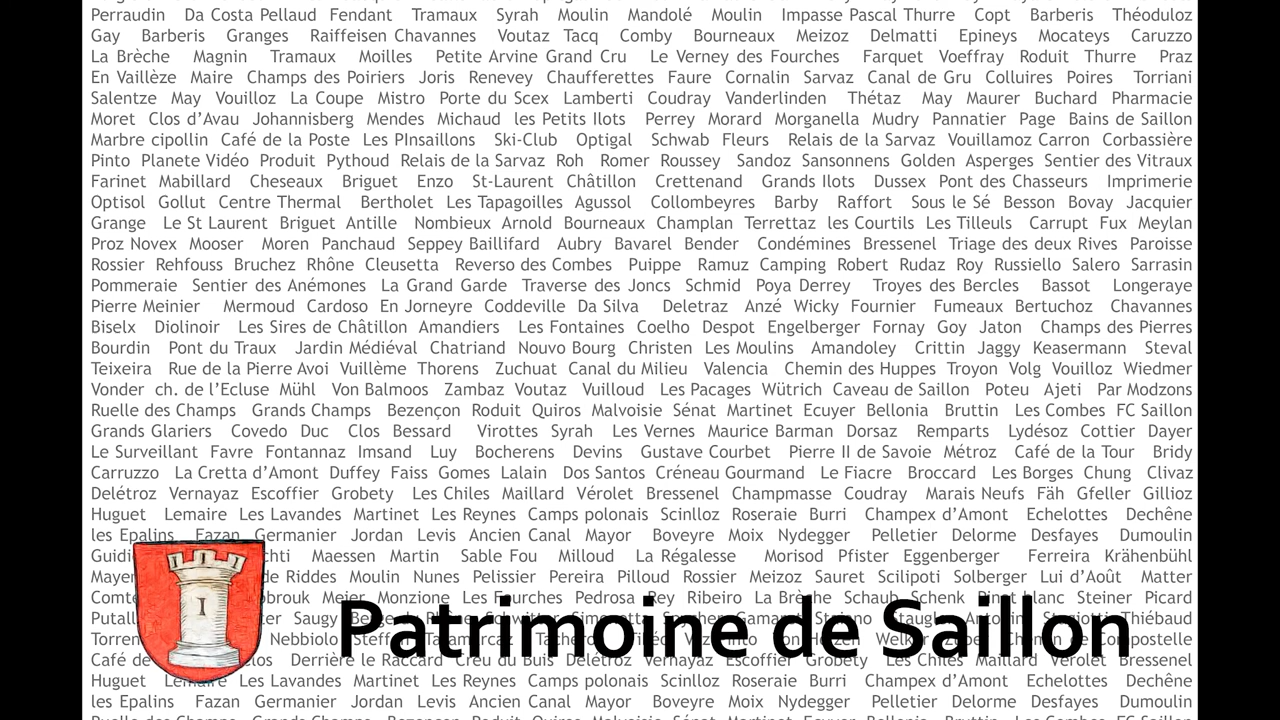 Perraudin Da Costa Pellaud Fendant Tramaux Syrah Moulin Mandolé Moulin Impasse Pascal Thurre Copt Barberis Théoduloz
Gay Barberis Granges Raiffeisen Chavannes Voutaz Tacq Comby Bourneaux Meizoz Delmatti Epineys Mocateys Caruzzo
La Brèche Magnin Tramaux Moilles Petite Arvine Grand Cru Le Verney des Fourches Farquet Voeffray Roduit Thurre Praz
En Vaillèze Maire Champs des Poiriers Joris Renevey Chaufferettes Faure Cornalin Sarvaz Canal de Gru Colluires Poires Torriani
Salentze May Vouilloz La Coupe Mistro Porte du Scex Lamberti Coudray Vanderlinden Thétaz May Maurer Buchard Pharmacie
Moret Clos d’Avau Johannisberg Mendes Michaud les Petits Ilots Perrey Morard Morganella Mudry Pannatier Page Bains de Saillon
Marbre cipollin Café de la Poste Les PInsaillons Ski-Club Optigal Schwab Fleurs Relais de la Sarvaz Vouillamoz Carron Corbassière
Pinto Planete Vidéo Produit Pythoud Relais de la Sarvaz Roh Romer Roussey Sandoz Sansonnens Golden Asperges Sentier des Vitraux
Farinet Mabillard Cheseaux Briguet Enzo St-Laurent Châtillon Crettenand Grands Ilots Dussex Pont des Chasseurs Imprimerie
Optisol Gollut Centre Thermal Bertholet Les Tapagoilles Agussol Collombeyres Barby Raffort Sous le Sé Besson Bovay Jacquier
Grange Le St Laurent Briguet Antille Nombieux Arnold Bourneaux Champlan Terrettaz les Courtils Les Tilleuls Carrupt Fux Meylan
Proz Novex Mooser Moren Panchaud Seppey Baillifard Aubry Bavarel Bender Condémines Bressenel Triage des deux Rives Paroisse
Rossier Rehfouss Bruchez Rhône Cleusetta Reverso des Combes Puippe Ramuz Camping Robert Rudaz Roy Russiello Salero Sarrasin
Pommeraie Sentier des Anémones La Grand Garde Traverse des Joncs Schmid Poya Derrey Troyes des Bercles Bassot Longeraye
Pierre Meinier Mermoud Cardoso En Jorneyre Coddeville Da Silva Deletraz Anzé Wicky Fournier Fumeaux Bertuchoz Chavannes
Biselx Diolinoir Les Sires de Châtillon Amandiers Les Fontaines Coelho Despot Engelberger Fornay Goy Jaton Champs des Pierres
Bourdin Pont du Traux Jardin Médiéval Chatriand Nouvo Bourg Christen Les Moulins Amandoley Crittin Jaggy Keasermann Steval
Teixeira Rue de la Pierre Avoi Vuillème Thorens Zuchuat Canal du Milieu Valencia Chemin des Huppes Troyon Volg Vouilloz Wiedmer
Vonder ch. de l’Ecluse Mühl Von Balmoos Zambaz Voutaz Vuilloud Les Pacages Wütrich Caveau de Saillon Poteu Ajeti Par Modzons
Ruelle des Champs Grands Champs Bezençon Roduit Quiros Malvoisie Sénat Martinet Ecuyer Bellonia Bruttin Les Combes FC Saillon
Grands Glariers Covedo Duc Clos Bessard Virottes Syrah Les Vernes Maurice Barman Dorsaz Remparts Lydésoz Cottier Dayer
Le Surveillant Favre Fontannaz Imsand Luy Bocherens Devins Gustave Courbet Pierre II de Savoie Métroz Café de la Tour Bridy
Carruzzo La Cretta d’Amont Duffey Faiss Gomes Lalain Dos Santos Créneau Gourmand Le Fiacre Broccard Les Borges Chung Clivaz
Delétroz Vernayaz Escoffier Grobety Les Chiles Maillard Vérolet Bressenel Champmasse Coudray Marais Neufs Fäh Gfeller Gillioz
Huguet Lemaire Les Lavandes Martinet Les Reynes Camps polonais Scinlloz Roseraie Burri Champex d’Amont Echelottes Dechêne
les Epalins Fazan Germanier Jordan Levis Ancien Canal Mayor Boveyre Moix Nydegger Pelletier Delorme Desfayes Dumoulin
Maessen Martin Sable Fou Milloud La Régalesse Morisod Pfister Eggenberger Ferreira Krähenbühl
de Riddes Moulin Nunes Pelissier Pereira Pilloud Rossier Meizoz Sauret Scilipoti Solberger Lui d’Août Matter
Meier Monzione Les Fourches Pedrosa Rey Ribeiro La Brèche Schaub Schenk Pinot blanc Steiner Picard
Saugy Thiébaud
Nebbiolo
I
Patrimoine de Saillon
Café de Derrière le Raccard Creu du Buis Delétroz Vernayaz Escoffier Grobety Les Chiles Maillard Vérolet Bressenel
Huguet Lemaire Les Lavandes Martinet Les Reynes Camps polonais Scinlloz Roseraie Burri Champex d’Amont Echelottes Dechêne
les Epalins Fazan Germanier Jordan Levis Ancien Canal Mayor Boveyre Moix Nydegger Pelletier Delorme Desfayes Dumoulin